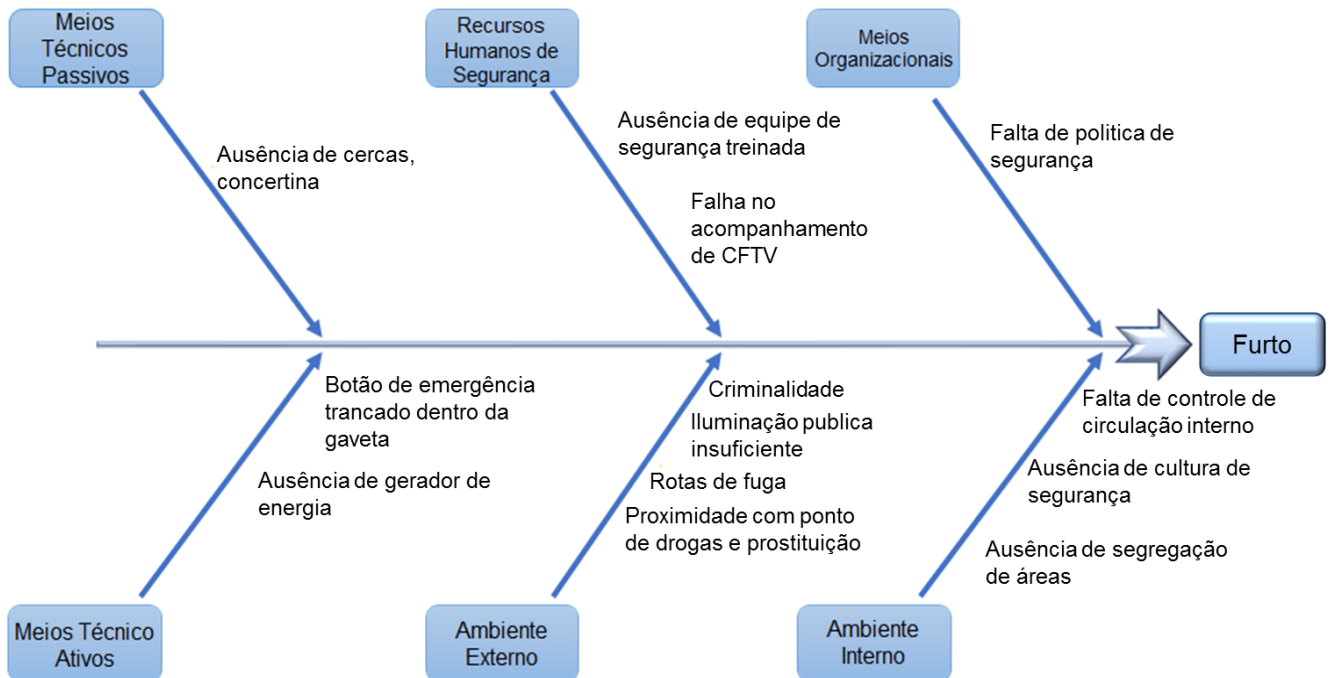 Meios
Técnicos
Passivos
Recursos
Humanos de
Segurança
Meios
Organizacionais
Ausência de cercas,
concertina
Ausência de equipe de
segurança treinada
Falha no
acompanhamento
de CFTV
Falta de politica de
segurança
Furto
Botão de emergência
trancado dentro da
gaveta
Ausência de gerador de
energia
Criminalidade
Iluminação publica
insuficiente
Rotas de fuga
Proximidade com ponto
de drogas e prostituição
Falta de controle de
circulação interno
Ausência de cultura de
segurança
Ausência de segregação
de áreas
Meios Técnico
Ativos
Ambiente
Externo
Ambiente
Interno